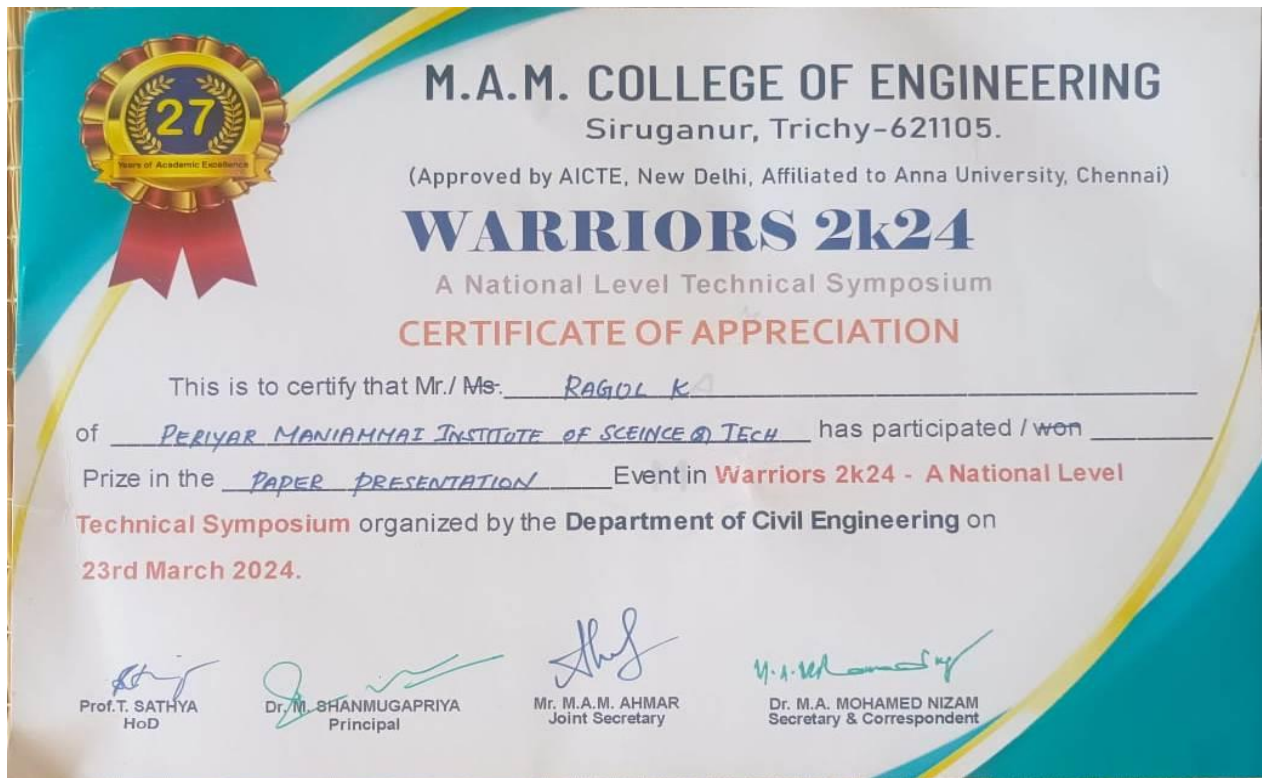 27
Years of Academic Excellence
M.A.M. COLLEGE OF ENGINEERING
Siruganur, Trichy-621105.
(Approved by AICTE, New Delhi, Affiliated to Anna University, Chennai)
WARRIORS 2k24
A National Level Technical Symposium
CERTIFICATE OF APPRECIATION
This is to certify that Mr./ Ms. RAGOL K
of PERIYAR MANIAMMAI INSTITUTE OF SCEINCE & TECH has participated / won
Prize in the PAPER PRESENTATION Event in Warriors 2k24 - A National Level
Technical Symposium organized by the Department of Civil Engineering on
23rd March 2024.
Prof.T. SATHYA
HoD
Dr. M. SHANMUGAPRIYA
Principal
Mr. M.A.M. AHMAR
Joint Secretary
Dr. M.A. MOHAMED NIZAM
Secretary & Correspondent